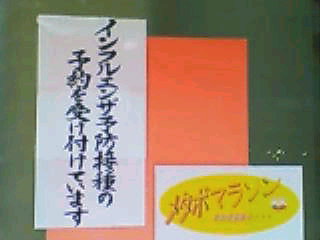 インフルエンザ予防接種の
予約を受け付けています
メタボマラソン